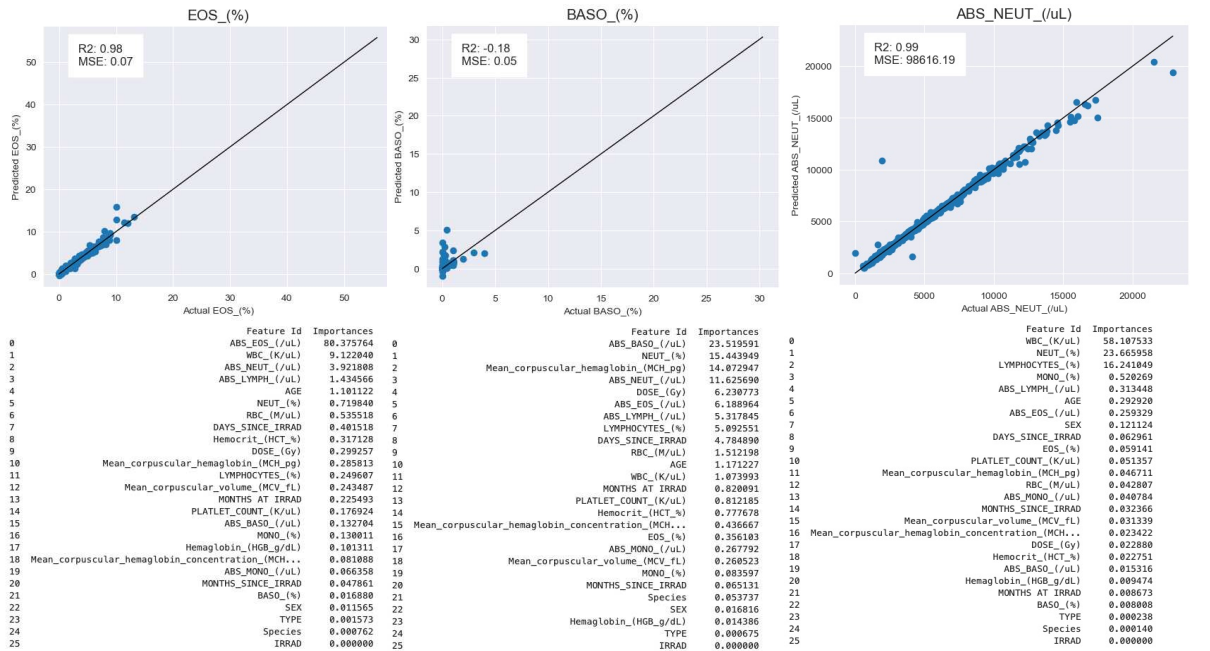 EOS_(%)
R2: 0.98
MSE: 0.07
50
40
30
20
10
0
Predicted EOS_(%)
0
10
20
30
40
50
Actual EOS_(%)
Feature Id Importances
0 ABS_EOS_(/uL) 80.375764
1 WBC_(K/uL) 9.122040
2 ABS_NEUT_(/uL) 3.921808
3 ABS_LYMPH_(/uL) 1.434566
4 AGE 1.101122
5 NEUT_(%) 0.719840
6 RBC_(M/uL) 0.535518
7 DAYS_SINCE_IRRAD 0.401518
8 Hemocrit_(HCT_%) 0.317128
9 DOSE_(Gy) 0.299257
10 Mean_corpuscular_hemaglobin_(MCH_pg) 0.285813
11 LYMPHOCYTES_(%) 0.249607
12 Mean_corpuscular_volume_(MCV_fL) 0.243487
13 MONTHS AT IRRAD 0.225493
14 PLATLET_COUNT_(K/uL) 0.176924
15 ABS_BASO_(/uL) 0.132704
16 MONO_(%) 0.130011
17 Hemaglobin_(HGB_g/dL) 0.101311
18 Mean_corpuscular_hemaglobin_concentration_(MCH... 0.081088
19 ABS_MONO_(/uL) 0.066358
20 MONTHS_SINCE_IRRAD 0.047861
21 BASO_(%) 0.016880
22 SEX 0.011565
23 TYPE 0.001573
24 Species 0.000762
25 IRRAD 0.000000
BASO_(%)
R2: -0.18
MSE: 0.05
30
25
20
15
10
5
0
Predicted BASO_(%)
0
5
10
15
20
25
30
Actual BASO_(%)
Feature Id Importances
0 ABS_BASO_(/uL) 23.519591
1 NEUT_(%) 15.443949
2 Mean_corpuscular_hemaglobin_(MCH_pg) 14.072947
3 ABS_NEUT_(/uL) 11.625690
4 DOSE_(Gy) 6.230773
5 ABS_EOS_(/uL) 6.188964
6 ABS_LYMPH_(/uL) 5.317845
7 LYMPHOCYTES_(%) 5.092551
8 DAYS_SINCE_IRRAD 4.784890
9 RBC_(M/uL) 1.512198
10 AGE 1.171227
11 WBC_(K/uL) 1.073993
12 MONTHS AT IRRAD 0.820091
13 PLATLET_COUNT_(K/uL) 0.812185
14 Hemocrit_(HCT_%) 0.777678
15 Mean_corpuscular_hemaglobin_concentration_(MCH... 0.436667
16 EOS_(%) 0.356103
17 ABS_MONO_(/uL) 0.267792
18 Mean_corpuscular_volume_(MCV_fL) 0.260523
19 MONO_(%) 0.083597
20 MONTHS_SINCE_IRRAD 0.065131
21 Species 0.053737
22 SEX 0.016816
23 Hemaglobin_(HGB_g/dL) 0.014386
24 TYPE 0.000675
25 IRRAD 0.000000
ABS_NEUT_(/uL)
R2: 0.99
MSE: 98616.19
20000
15000
10000
5000
0
Predicted ABS_NEUT_(/uL)
0
5000
10000
15000
20000
Actual ABS_NEUT_(/uL)
Feature Id Importances
0 WBC_(K/uL) 58.107533
1 NEUT_(%) 23.665958
2 LYMPHOCYTES_(%) 16.241049
3 MONO_(%) 0.520269
4 ABS_LYMPH_(/uL) 0.313448
5 AGE 0.292920
6 ABS_EOS_(/uL) 0.259329
7 SEX 0.121124
8 DAYS_SINCE_IRRAD 0.062961
9 EOS_(%) 0.059141
10 PLATLET_COUNT_(K/uL) 0.051357
11 Mean_corpuscular_hemaglobin_(MCH_pg) 0.046711
12 RBC_(M/uL) 0.042807
13 ABS_MONO_(/uL) 0.040784
14 MONTHS_SINCE_IRRAD 0.032366
15 Mean_corpuscular_volume_(MCV_fL) 0.031339
16 Mean_corpuscular_hemaglobin_concentration_(MCH... 0.023422
17 DOSE_(Gy) 0.022880
18 Hemocrit_(HCT_%) 0.022751
19 ABS_BASO_(/uL) 0.015316
20 Hemaglobin_(HGB_g/dL) 0.009474
21 MONTHS AT IRRAD 0.008673
22 BASO_(%) 0.008008
23 TYPE 0.000238
24 Species 0.000140
25 IRRAD 0.000000